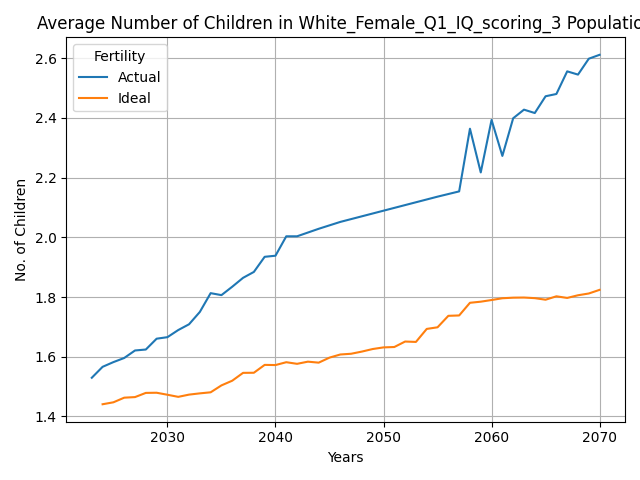 Average Number of Children in White_Female_Q1_IQ_scoring_3 Populatio
Fertility
Actual
Ideal
2.6
2.4
2.2
2.0
1.8
1.6
1.4
No. of Children
2030 2040 2050 2060 2070
Years